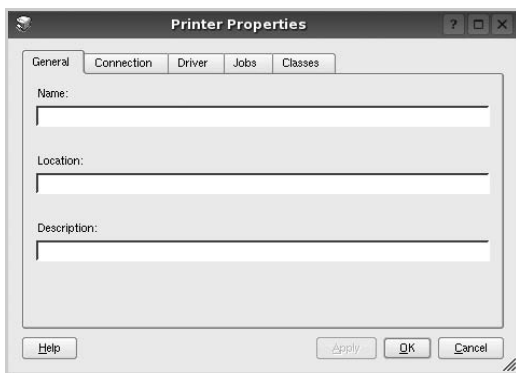 Printer Properties ?
General Connection Driver Jobs Classes
Name:
Location:
Description:
Help Apply OK Cancel